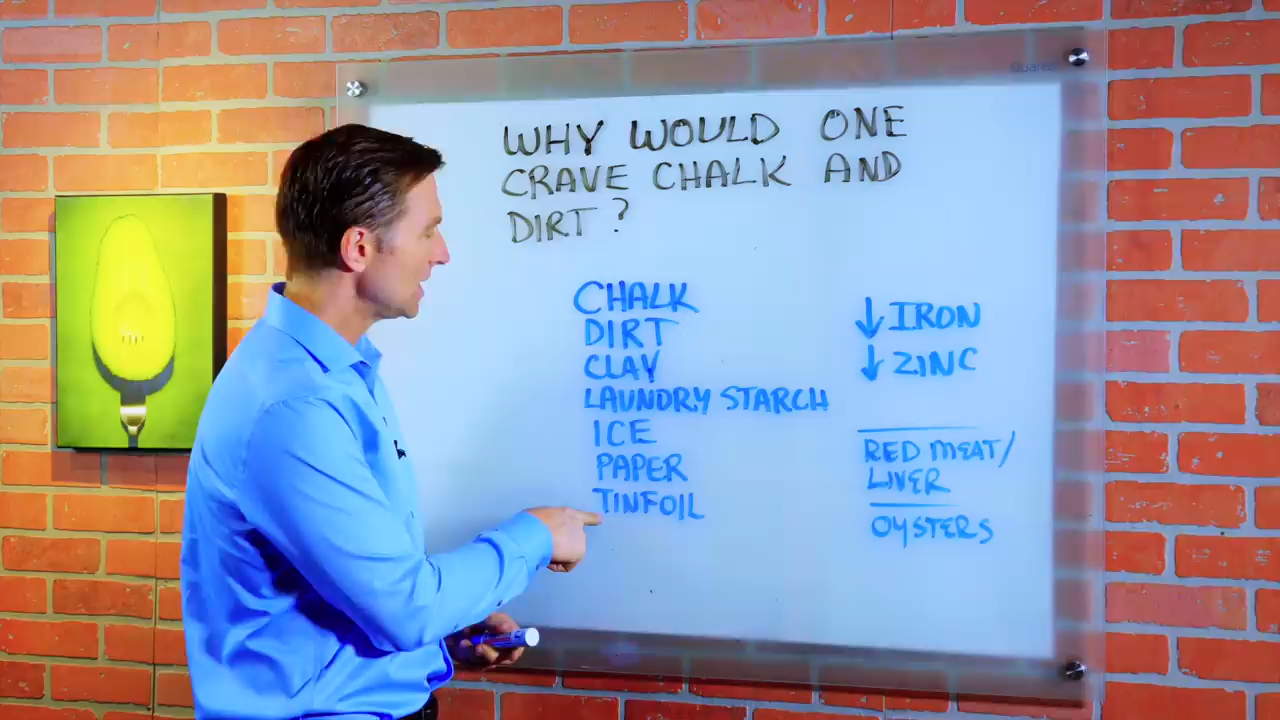 WHY WOULD ONE
CRAVE CHALK AND
DIRT?
CHALK
DIRT
CLAY
LAUNDRY STARCH
ICE
PAPER
TINFOIL
↓ IRON
↓ ZINC
RED MEAT/
LIVER
OYSTERS